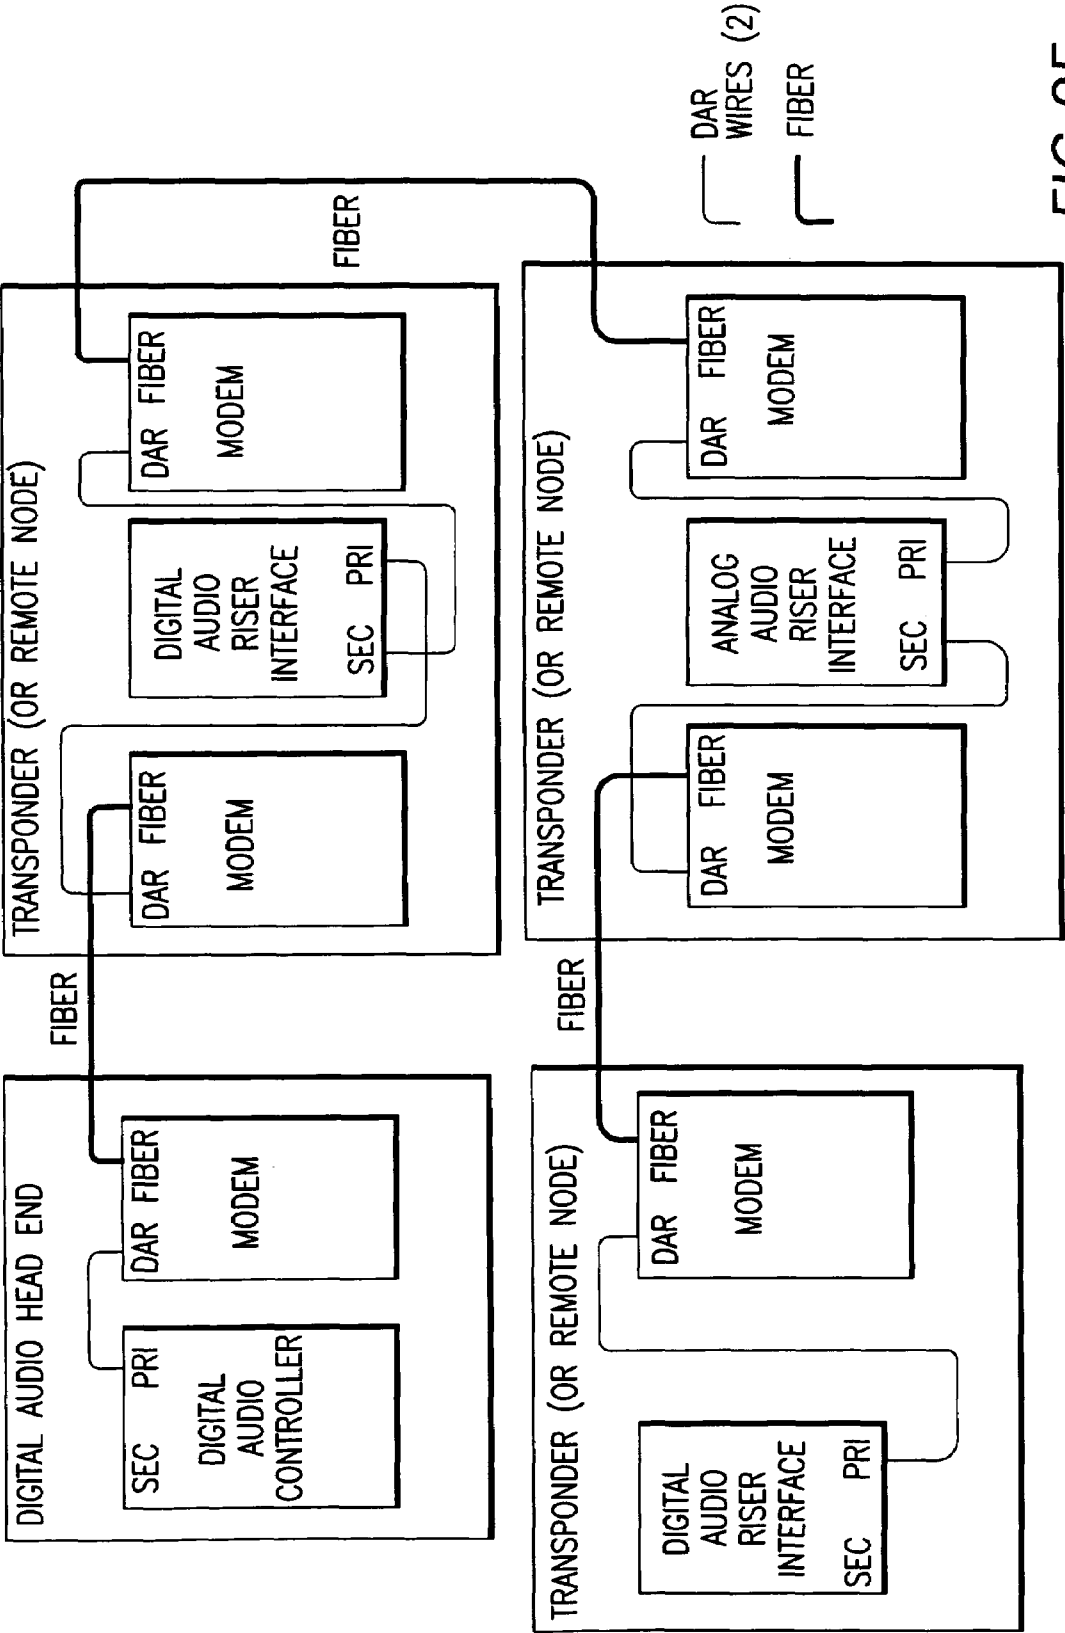 DIGITAL AUDIO HEAD END
SEC PRI
DIGITAL
AUDIO
CONTROLLER
DAR FIBER
MODEM
FIBER
TRANSPONDER (OR REMOTE NODE)
DAR FIBER
MODEM
DIGITAL
AUDIO
RISER
INTERFACE
SEC PRI
DAR FIBER
MODEM
FIBER
TRANSPONDER (OR REMOTE NODE)
DIGITAL
AUDIO
RISER
INTERFACE
SEC PRI
DAR FIBER
MODEM
FIBER
TRANSPONDER (OR REMOTE NODE)
DAR FIBER
MODEM
ANALOG
AUDIO
RISER
INTERFACE
SEC PRI
DAR FIBER
MODEM
DAR
WIRES (2)
FIBER